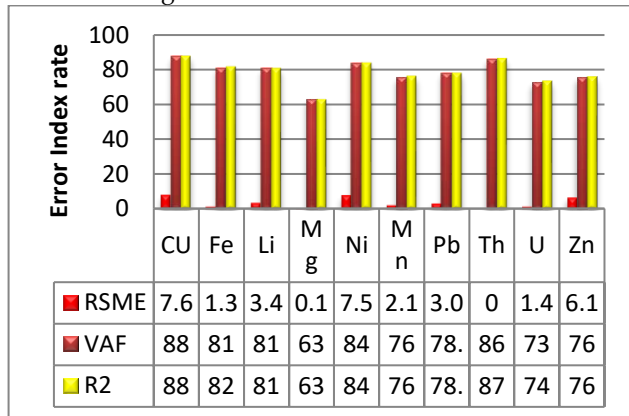 Error Index rate
100
80
60
40
20
0
CU Fe Li Mg Ni Mn Pb Th U Zn
RSME 7.6 1.3 3.4 0.1 7.5 2.1 3.0 0 1.4 6.1
VAF 88 81 81 63 84 76 78. 86 73 76
R2 88 82 81 63 84 76 78. 87 74 76